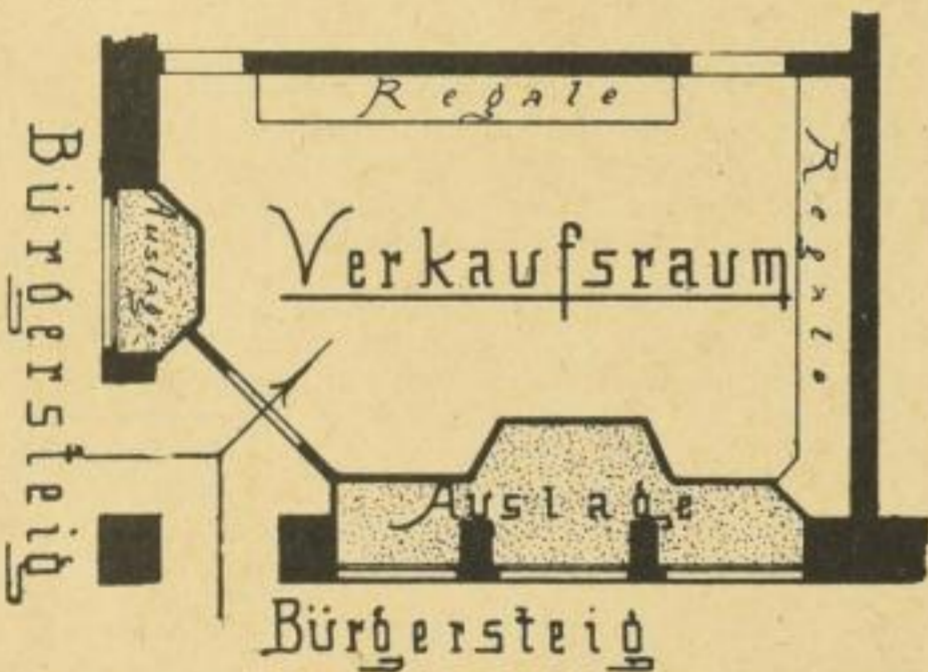 Regale
Regale
Auslage
Verkaufsraum
Bürgersteig
Auslage
Bürgersteig